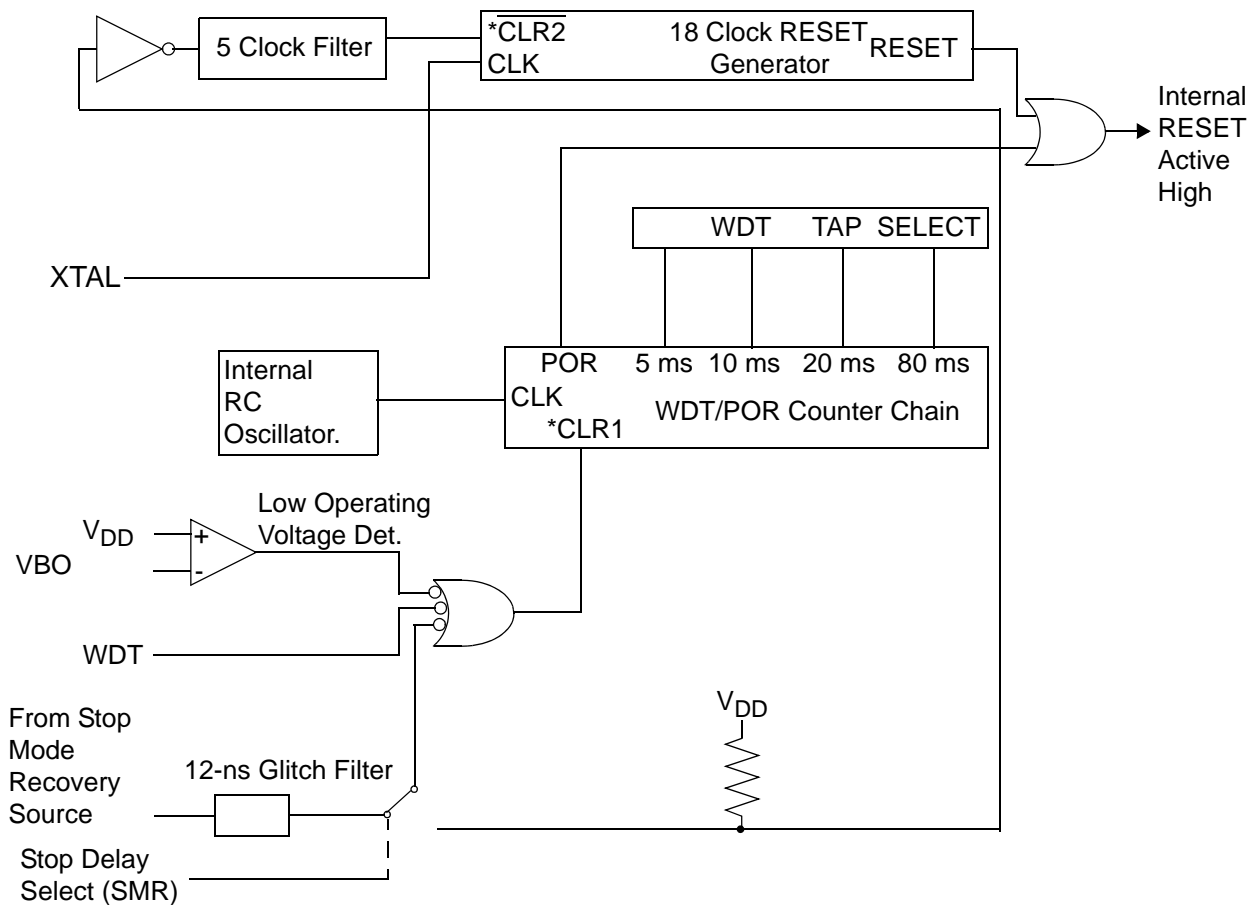 5 Clock Filter
*CLR2
18 Clock RESET
Generator
RESET
CLK
Internal
RESET
Active
High
WDT TAP SELECT
XTAL
POR
5 ms 10 ms 20 ms 80 ms
CLK
WDT/POR Counter Chain
*CLR1
Internal
RC
Oscillator.
Low Operating
Voltage Det.
VDD
+
VBO
-
WDT
VDD
From Stop
Mode
Recovery
Source
12-ns Glitch Filter
Stop Delay
Select (SMR)